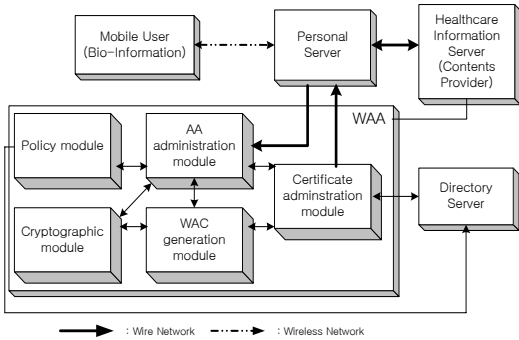 Mobile User
(Bio-Information)
Personal
Server
Healthcare
Information
Server
(Contents
Provider)
WAA
Policy module
AA
administration
module
Certificate
adminstration
module
Directory
Server
Cryptographic
module
WAC
generation
module
: Wire Network
: Wireless Network